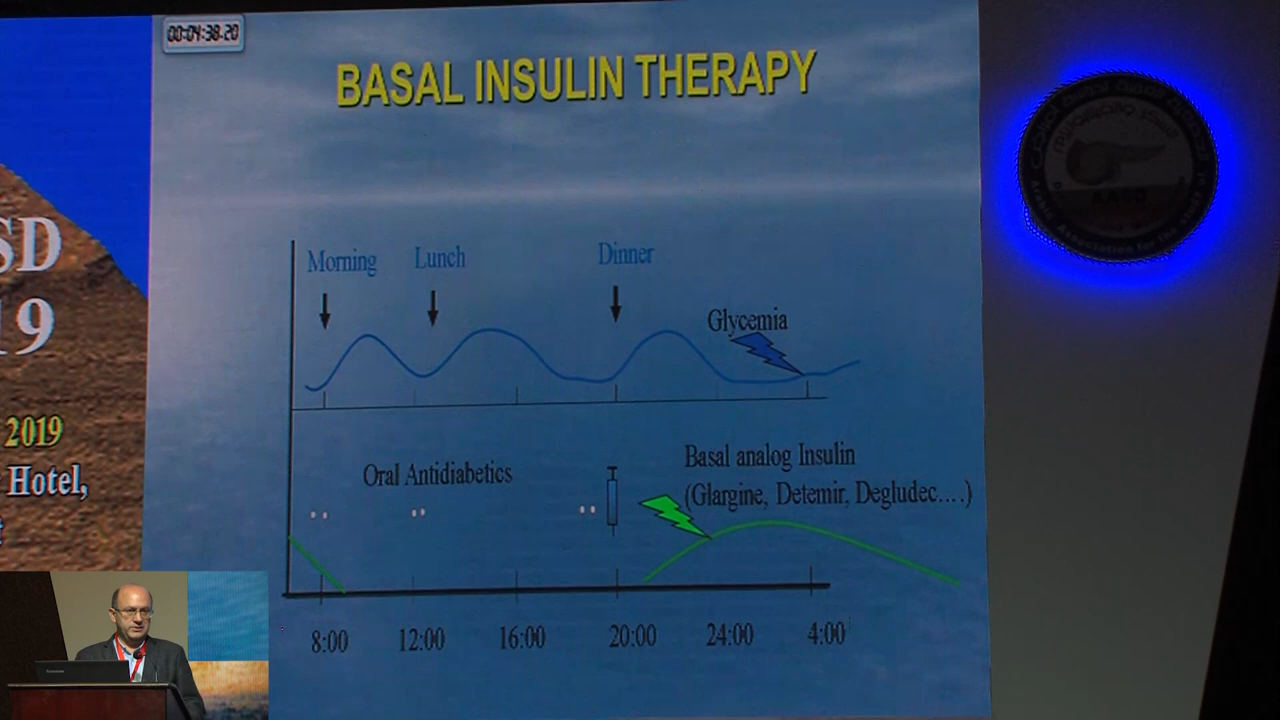 00:04:38.20
BASAL INSULIN THERAPY
SD
19
2019
Hotel,
Morning
Lunch
Dinner
Glycemia
Oral Antidiabetics
Basal analog Insulin
(Glargine, Detemir, Degludec….)
8:00
12:00
16:00
20:00
24:00
4:00
AASD